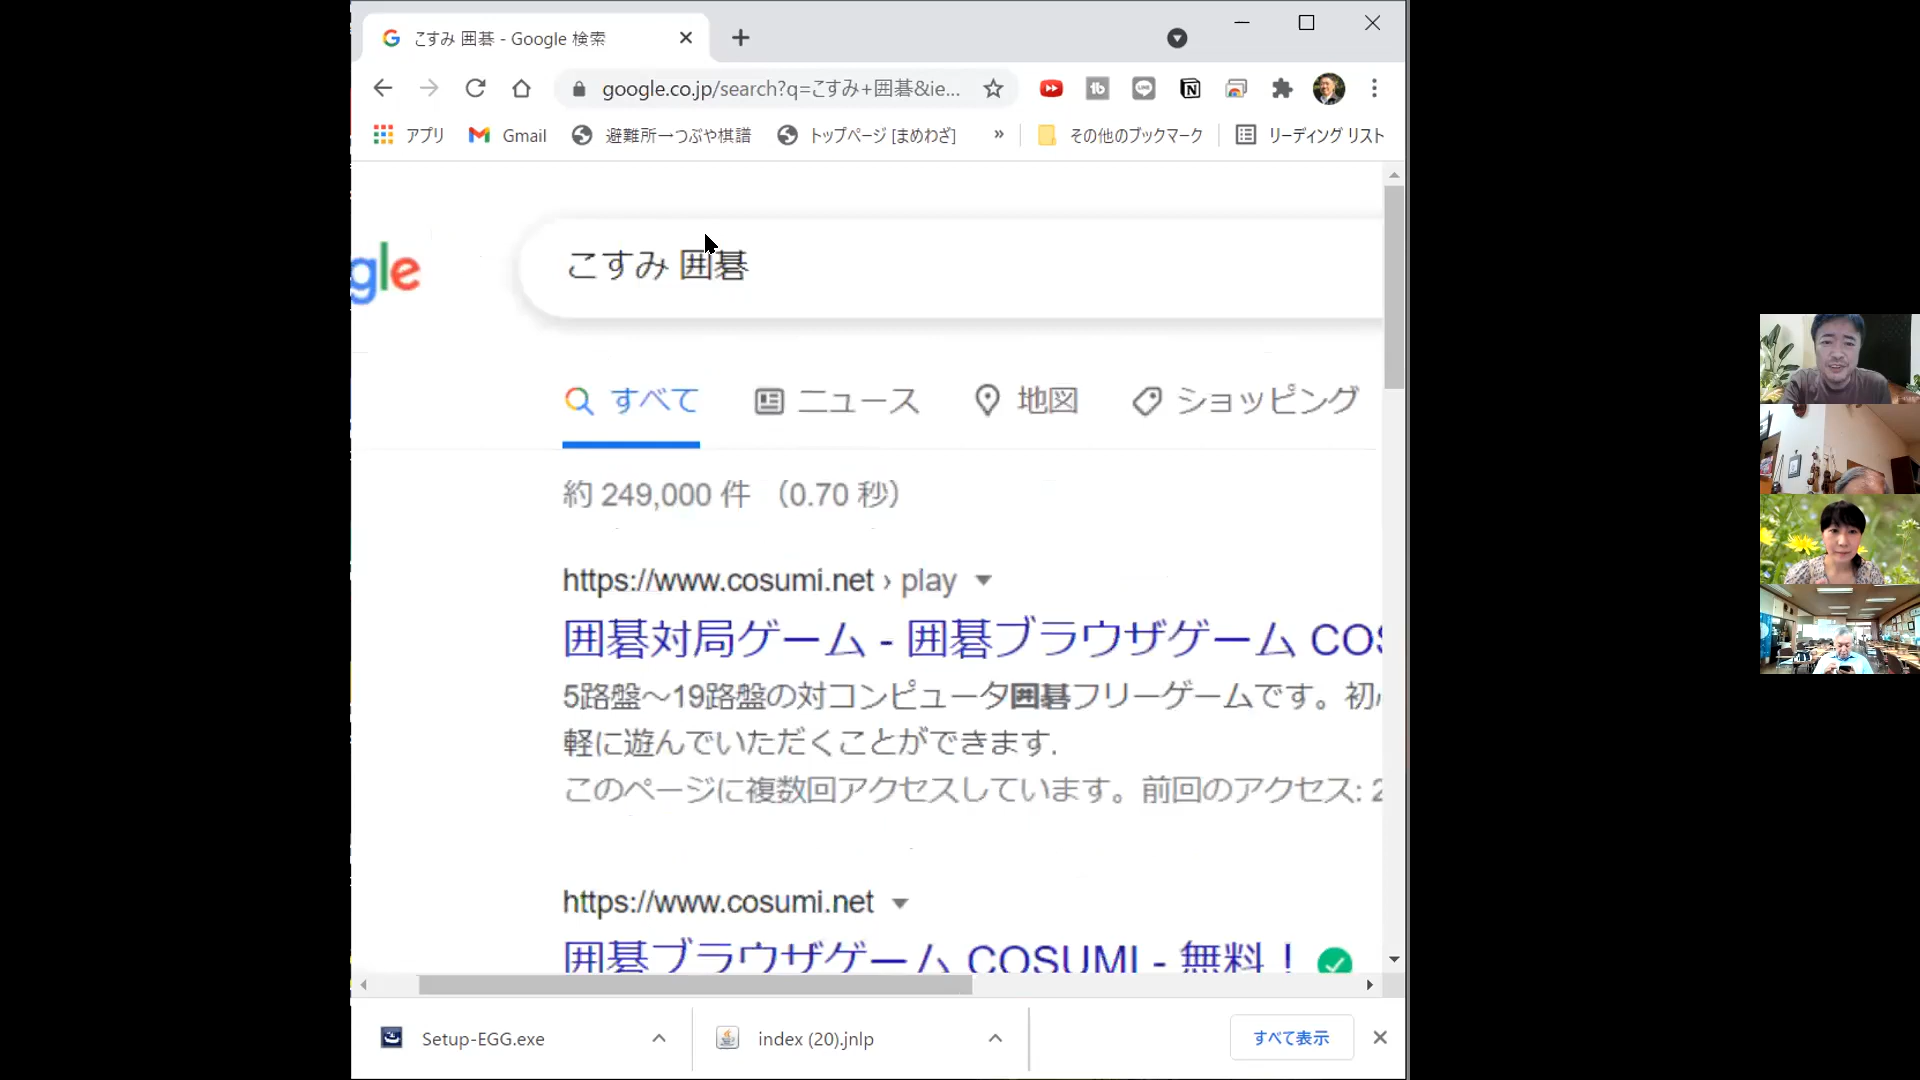 こすみ 囲碁 - Google 検索
google.co.jp/search?q=こすみ+囲碁&ie...
アプリ Gmail 避難所→つぶや棋譜 トップページ [まめわざ] » その他のブックマーク リーディング リスト
gle こすみ 囲碁
すべて ニュース 地図 ショッピング
約 249,000 件 (0.70 秒)
https://www.cosumi.net › play
囲碁対局ゲーム - 囲碁ブラウザゲーム COS
5路盤～19路盤の対コンピュータ囲碁フリーゲームです。初
軽に遊んでいただくことができます.
このページに複数回アクセスしています。前回のアクセス: 2
https://www.cosumi.net
囲碁ブラウザゲーム COSUMI - 無料！
Setup-EGG.exe index (20).jnlp すべて表示